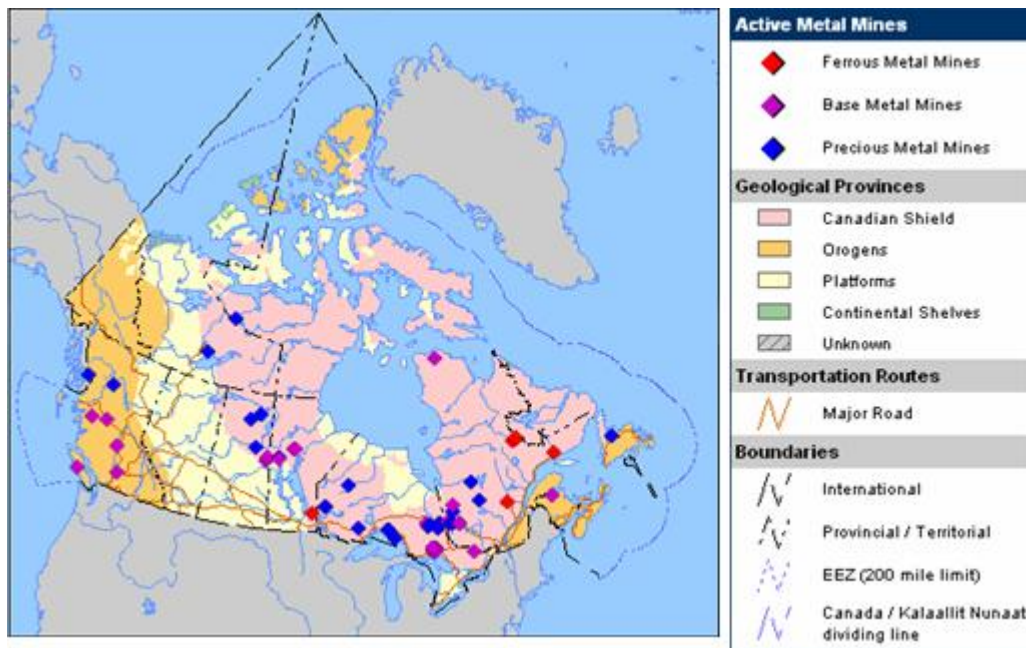 Active Metal Mines
Ferrous Metal Mines
Base Metal Mines
Precious Metal Mines
Geological Provinces
Canadian Shield
Orogens
Platforms
Continental Shelves
Unknown
Transportation Routes
Major Road
Boundaries
International
Provincial / Territorial
EEZ (200 mile limit)
Canada / Kalaallit Nunaat
dividing line